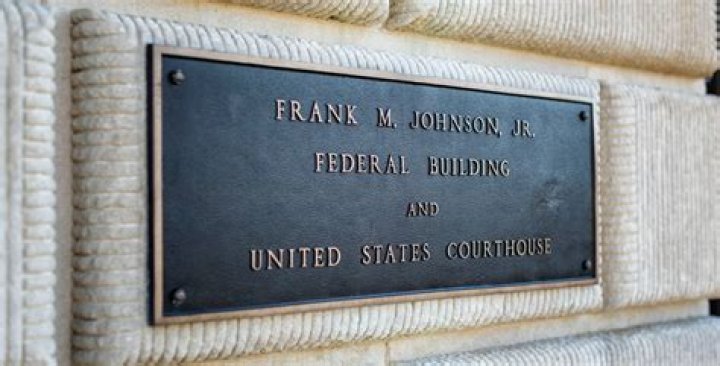 FRANK M. JOHNSON, JR.
FEDERAL BUILDING
AND
UNITED STATES COURTHOUSE